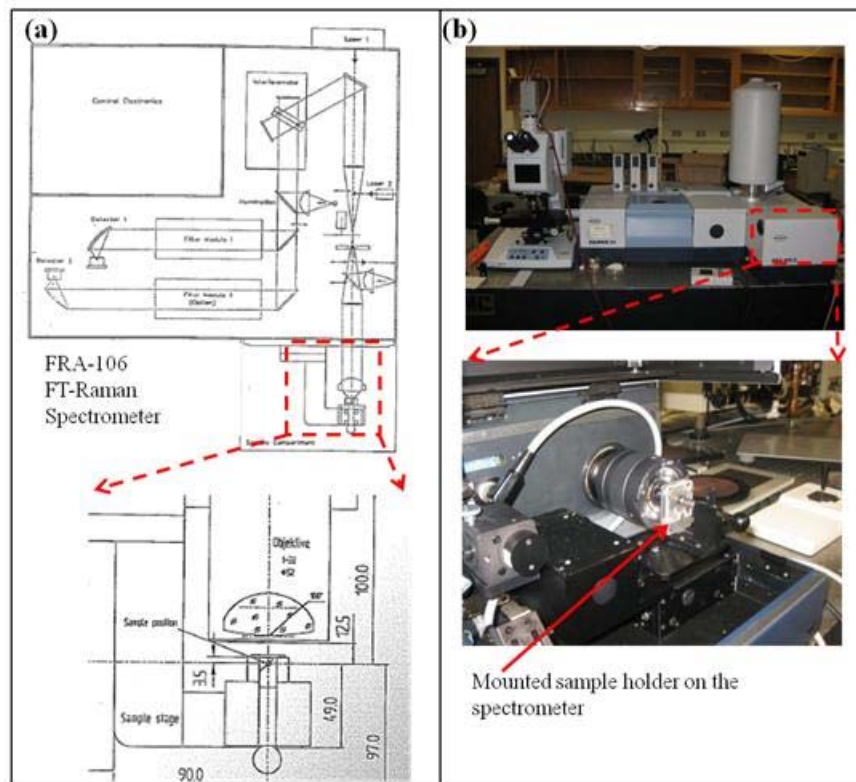 (a)
Laser 1
Control Electronics
Interferometer
Laser 2
Detector 1
Filter module 1
Detector 2
Filter module 2
(Option)
FRA-106
FT-Raman
Spectrometer
Sample Compartment
Objektive
100°
Sample position
100.0
12.5
3.5
Sample stage
49.0
97.0
90.0
(b)
Mounted sample holder on the
spectrometer